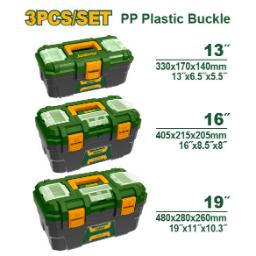 3PCS/SET PP Plastic Buckle
13˝
330x170x140mm
13˝x6.5˝x5.5˝
16˝
405x215x205mm
16˝x8.5˝x8˝
19˝
480x280x260mm
19˝x11˝x10.3˝